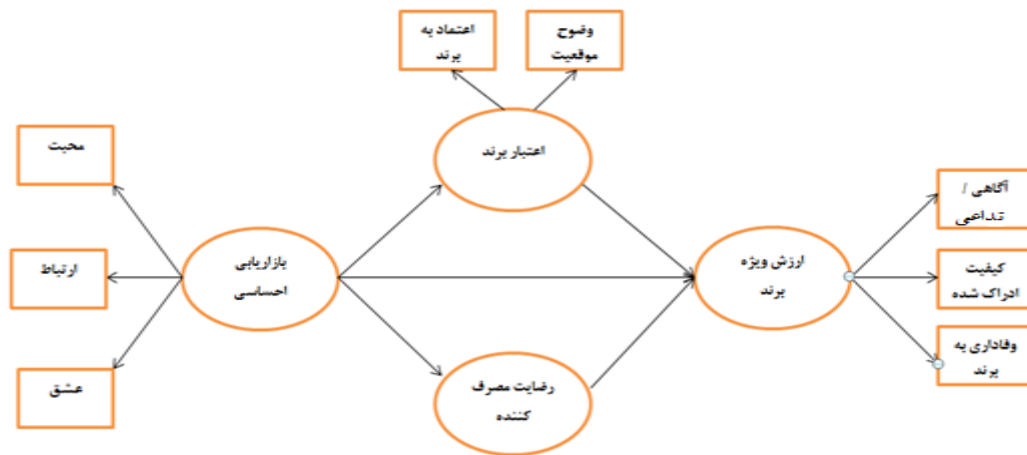 اعتماد به
برند
وضوح
موقعیت
اعتبار برند
محبت
ارتباط
عشق
بازاریابی
احساسی
ارزش ویژه
برند
رضایت مصرف
کننده
آگاهی /
تداعی
کیفیت
ادراک شده
وفاداری به
برند